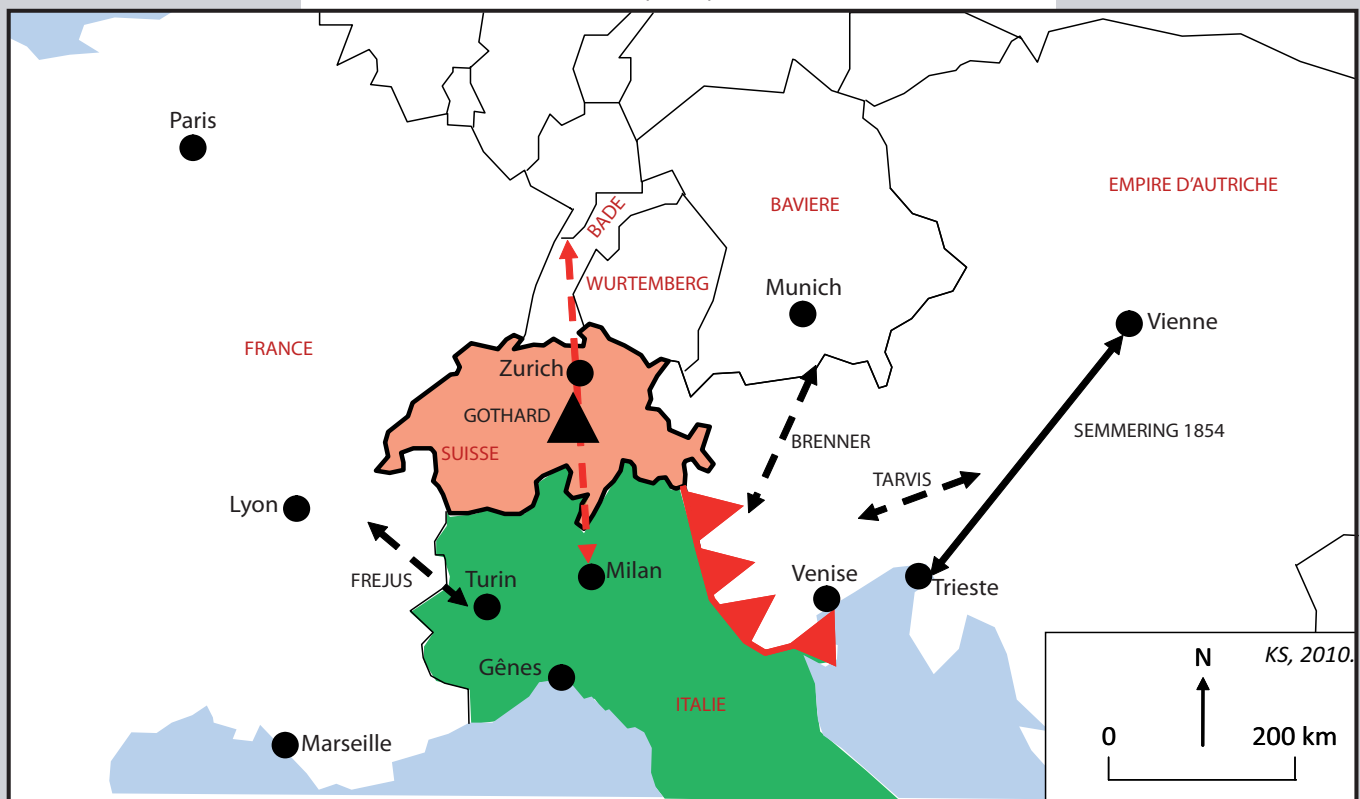 Paris
EMPIRE D'AUTRICHE
BAVIERE
BADE
WURTEMBERG
Munich
Vienne
FRANCE
Zurich
GOTHARD
SUISSE
BRENNER
SEMMERING 1854
TARVIS
Lyon
FREJUS
Turin
Milan
Venise
Trieste
Gênes
ITALIE
Marseille
KS, 2010.
N
0 200 km